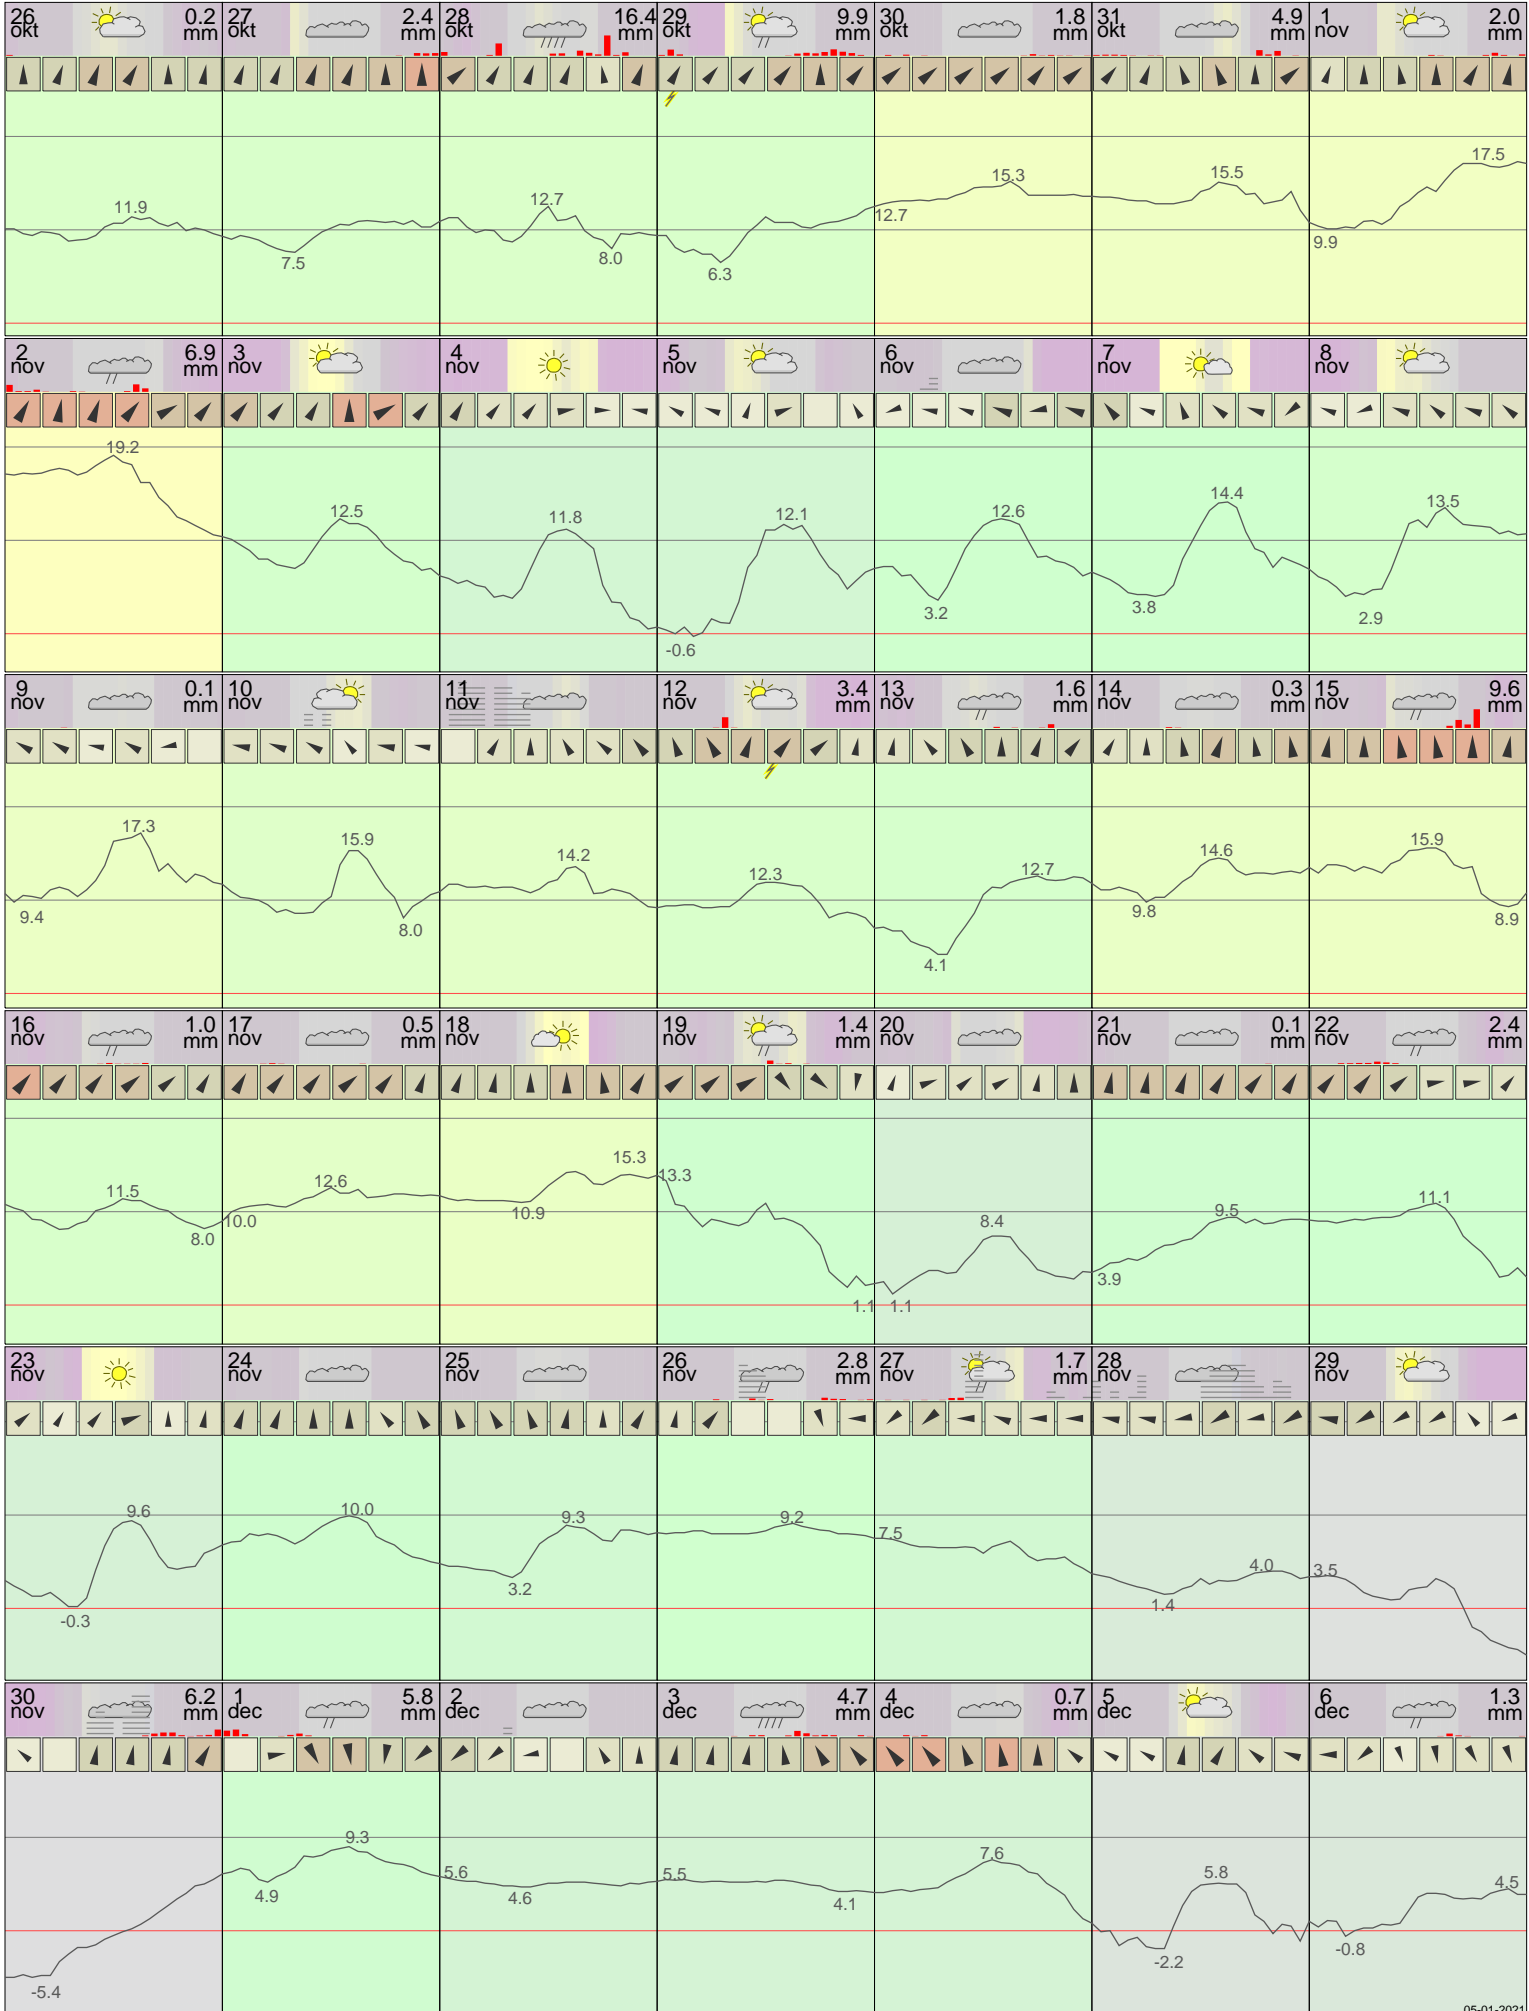 26 okt 0.2 mm 27 okt 2.4 mm 28 okt 16.4 mm 29 okt 9.9 mm 30 okt 1.8 mm 31 okt 4.9 mm 1 nov 2.0 mm
11.9 7.5 12.7 8.0 6.3 12.7 15.3 15.5 9.9 17.5
2 nov 6.9 mm 3 nov 4 nov 5 nov 6 nov 7 nov 8 nov
19.2 12.5 11.8 -0.6 12.1 3.2 12.6 3.8 14.4 2.9 13.5
9 nov 0.1 mm 10 nov 11 nov 12 nov 3.4 mm 13 nov 1.6 mm 14 nov 0.3 mm 15 nov 9.6 mm
9.4 17.3 15.9 8.0 14.2 12.3 4.1 12.7 9.8 14.6 15.9 8.9
16 nov 1.0 mm 17 nov 0.5 mm 18 nov 19 nov 1.4 mm 20 nov 21 nov 0.1 mm 22 nov 2.4 mm
11.5 8.0 10.0 12.6 10.9 15.3 13.3 1.1 1.1 8.4 3.9 9.5 11.1
23 nov 24 nov 25 nov 26 nov 2.8 mm 27 nov 1.7 mm 28 nov 29 nov
-0.3 9.6 10.0 3.2 9.3 9.2 7.5 1.4 4.0 3.5
30 nov 6.2 mm 1 dec 5.8 mm 2 dec 3 dec 4.7 mm 4 dec 0.7 mm 5 dec 6 dec 1.3 mm
-5.4 4.9 9.3 5.6 4.6 5.5 4.1 7.6 -2.2 5.8 -0.8 4.5
05-01-2021